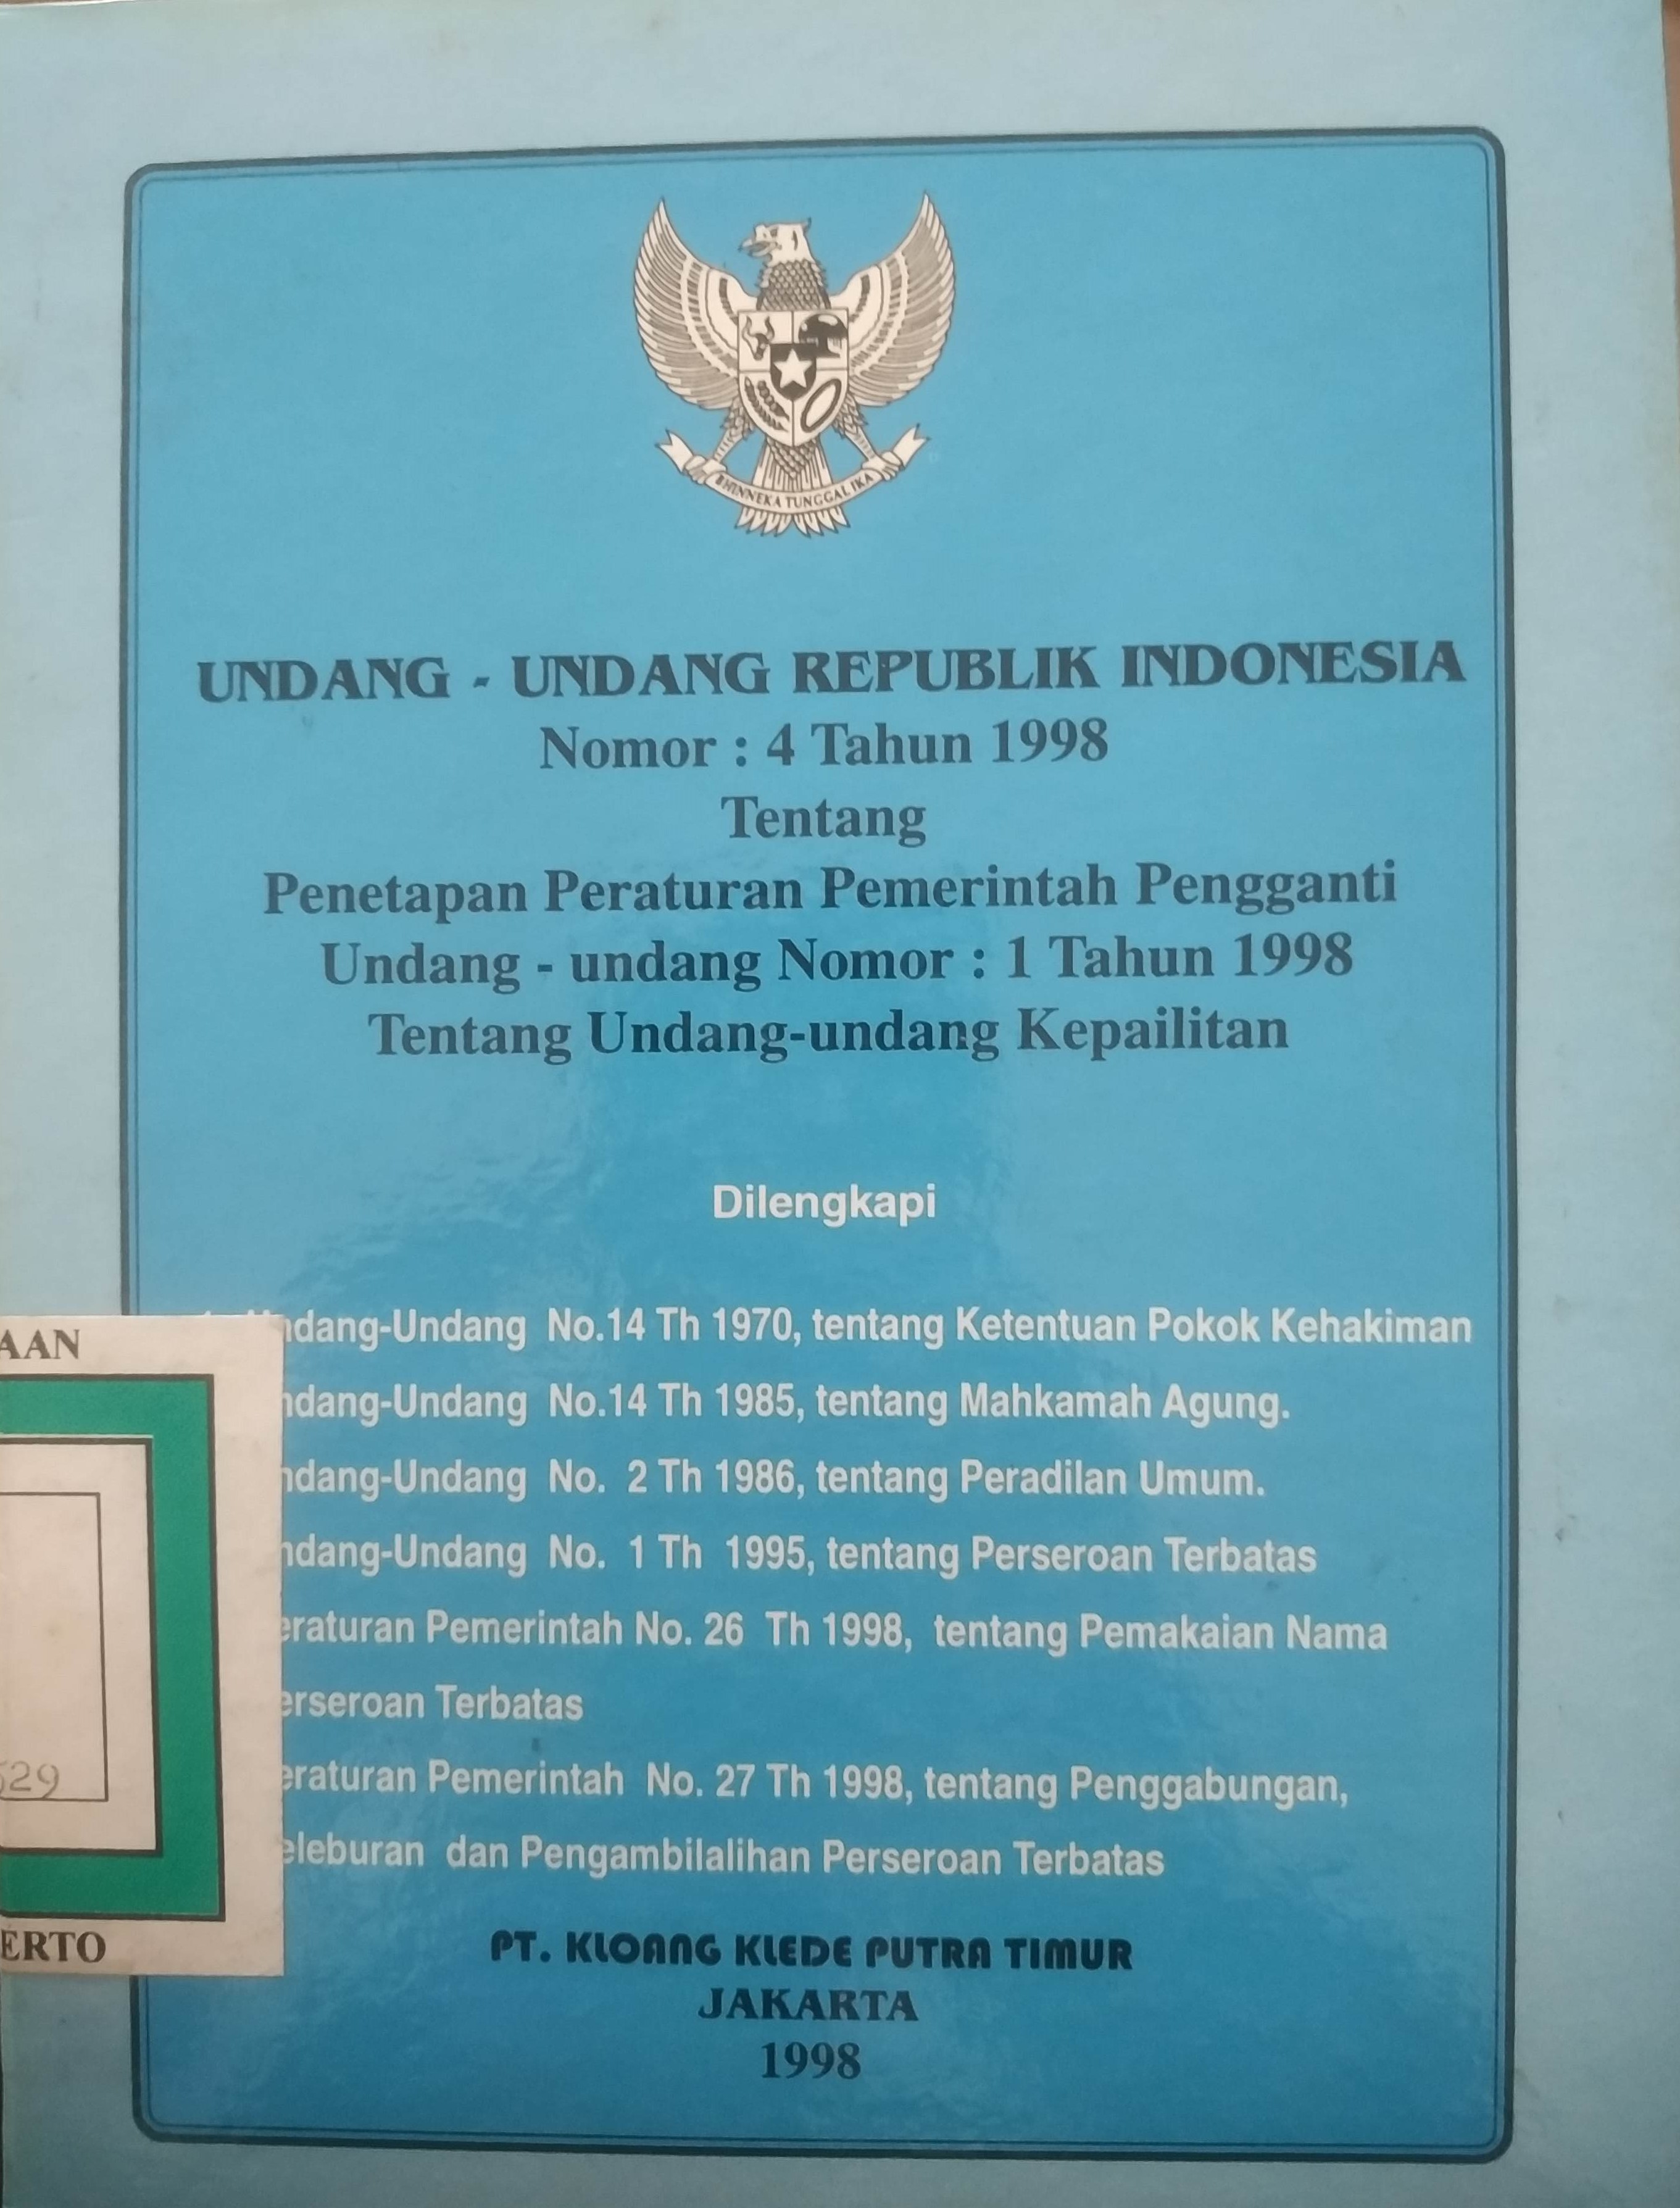 BHINNEKA TUNGGAL IKA
UNDANG - UNDANG REPUBLIK INDONESIA
Nomor : 4 Tahun 1998
Tentang
Penetapan Peraturan Pemerintah Pengganti
Undang - undang Nomor : 1 Tahun 1998
Tentang Undang-undang Kepailitan
Dilengkapi
ndang-Undang No.14 Th 1970, tentang Ketentuan Pokok Kehakiman
ndang-Undang No.14 Th 1985, tentang Mahkamah Agung.
ndang-Undang No. 2 Th 1986, tentang Peradilan Umum.
ndang-Undang No. 1 Th 1995, tentang Perseroan Terbatas
eraturan Pemerintah No. 26 Th 1998, tentang Pemakaian Nama
erseroan Terbatas
eraturan Pemerintah No. 27 Th 1998, tentang Penggabungan,
eleburan dan Pengambilalihan Perseroan Terbatas
PT. KLOANG KLEDE PUTRA TIMUR
JAKARTA
1998
AAN
29
ERTO